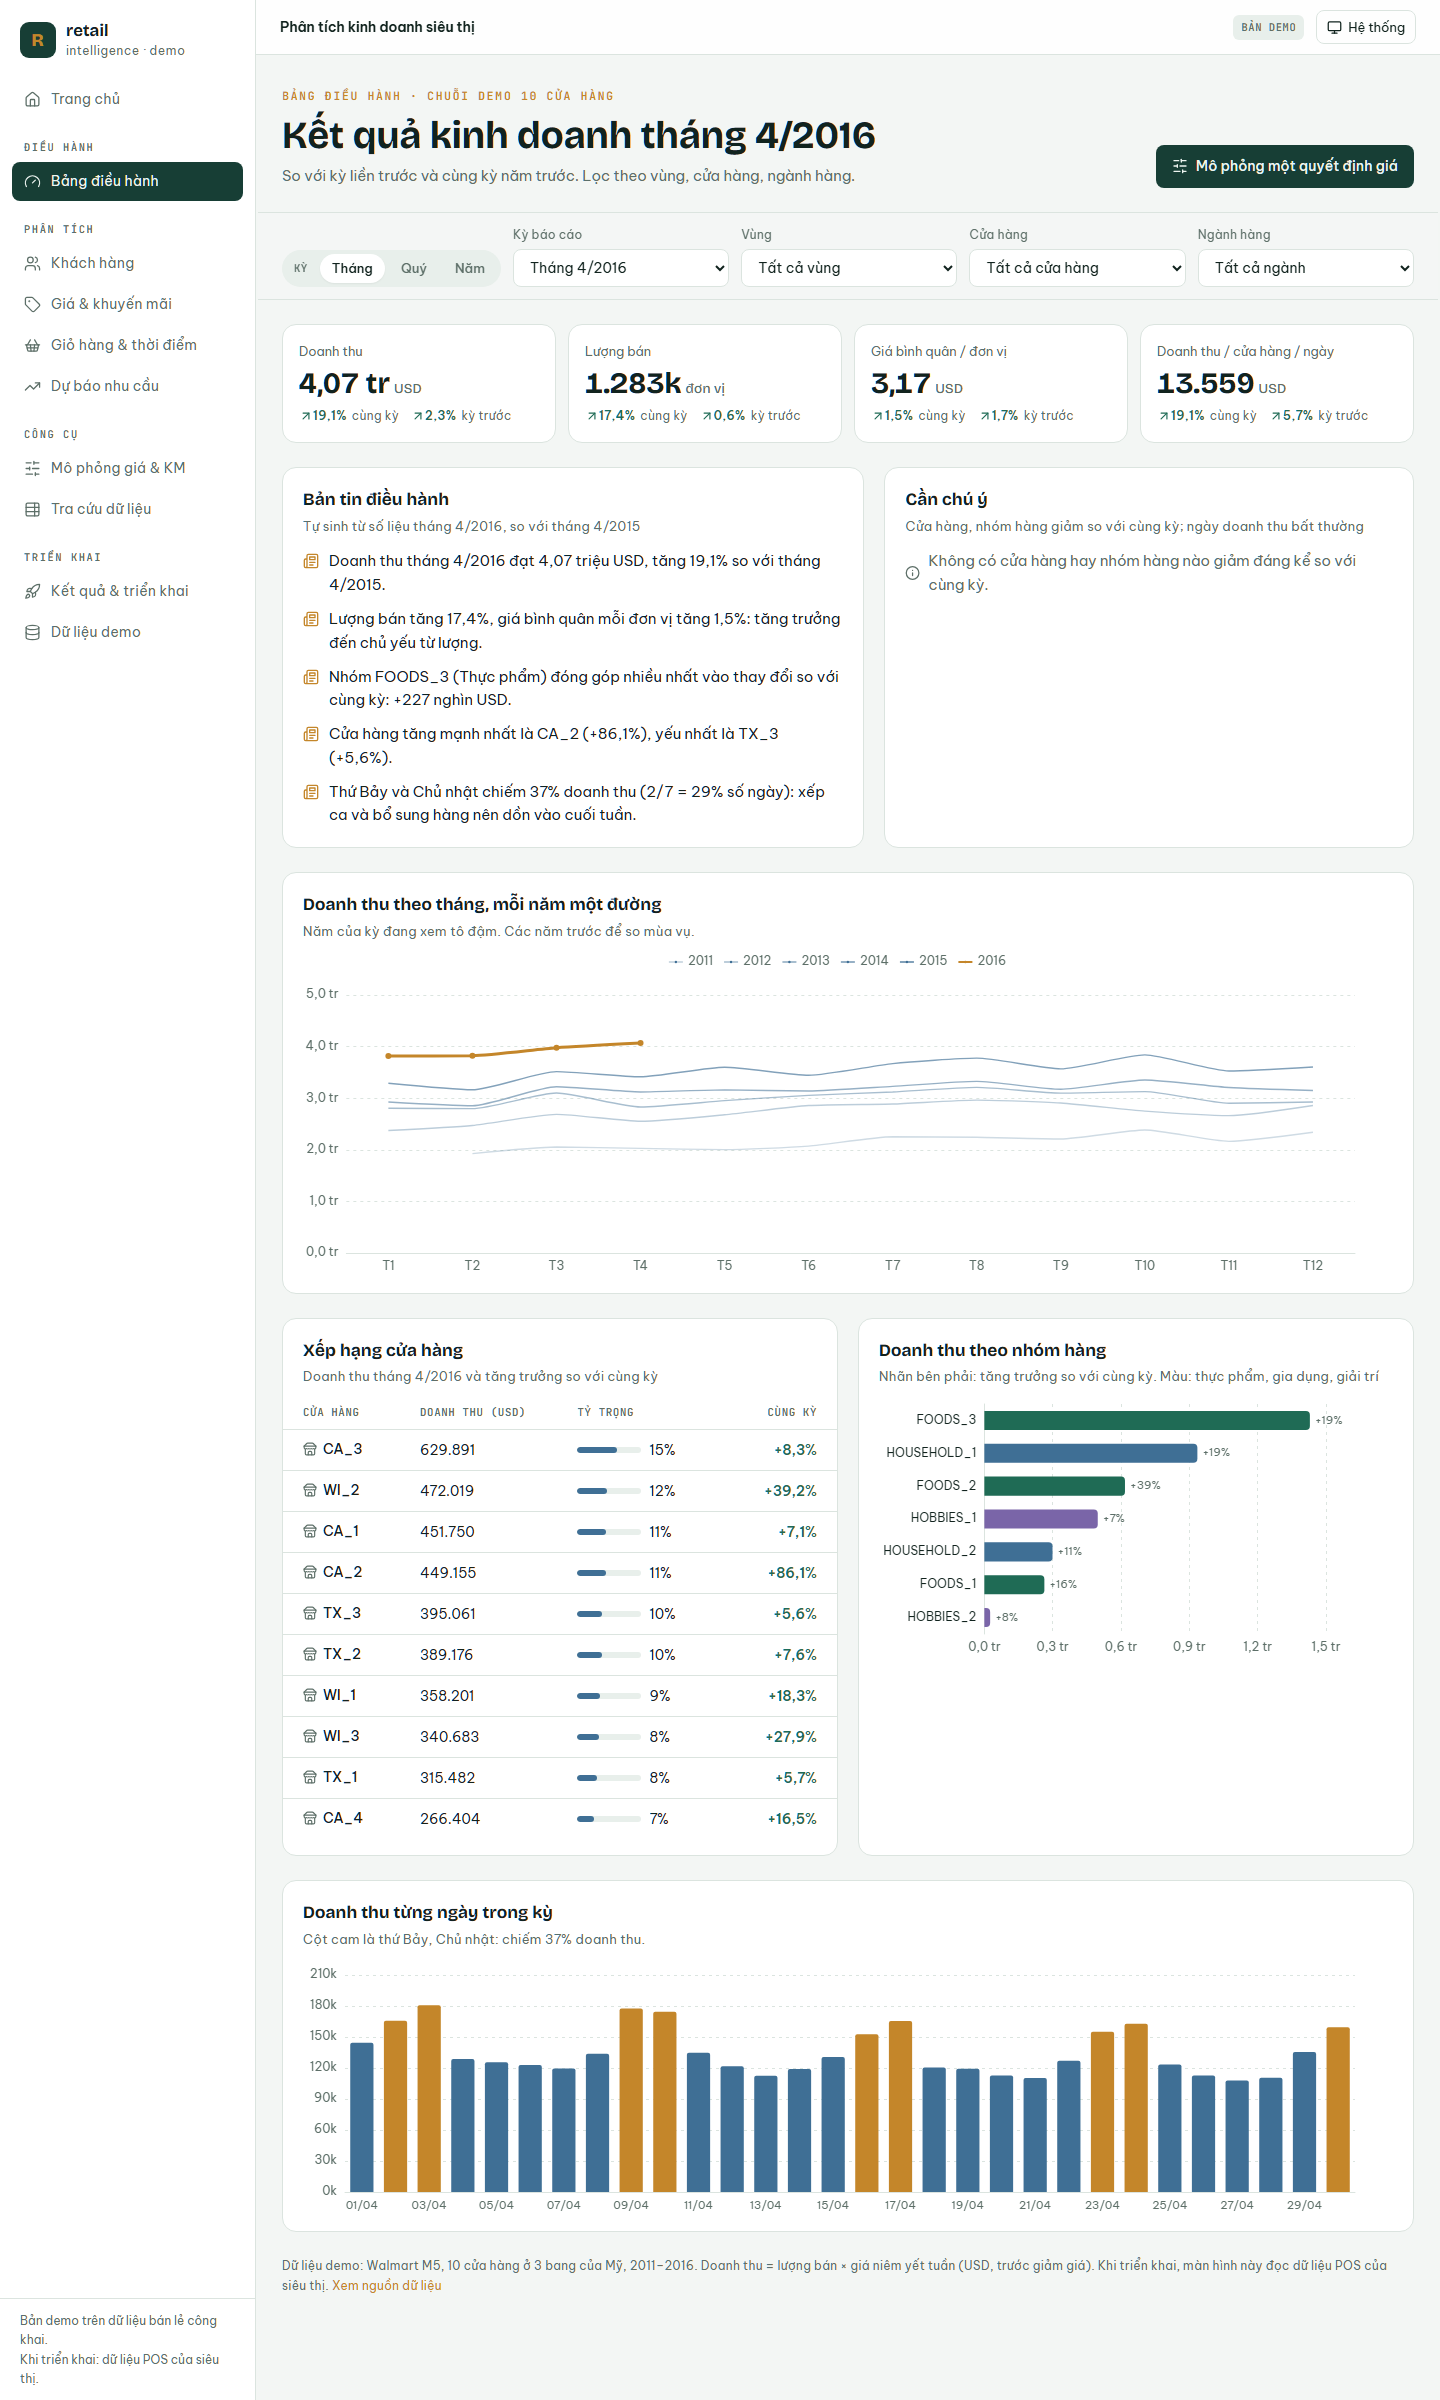 R
retail
intelligence · demo
Trang chủ
ĐIỀU HÀNH
Bảng điều hành
PHÂN TÍCH
Khách hàng
Giá & khuyến mãi
Giỏ hàng & thời điểm
Dự báo nhu cầu
CÔNG CỤ
Mô phỏng giá & KM
Tra cứu dữ liệu
TRIỂN KHAI
Kết quả & triển khai
Dữ liệu demo
Bản demo trên dữ liệu bán lẻ công
khai.
Khi triển khai: dữ liệu POS của siêu
thị.
Phân tích kinh doanh siêu thị
BẢN DEMO
Hệ thống
BẢNG ĐIỀU HÀNH · CHUỖI DEMO 10 CỬA HÀNG
Kết quả kinh doanh tháng 4/2016
So với kỳ liền trước và cùng kỳ năm trước. Lọc theo vùng, cửa hàng, ngành hàng.
Mô phỏng một quyết định giá
KỲ Tháng Quý Năm
Kỳ báo cáo
Tháng 4/2016
Vùng
Tất cả vùng
Cửa hàng
Tất cả cửa hàng
Ngành hàng
Tất cả ngành
Doanh thu
4,07 tr USD
19,1% cùng kỳ 2,3% kỳ trước
Lượng bán
1.283k đơn vị
17,4% cùng kỳ 0,6% kỳ trước
Giá bình quân / đơn vị
3,17 USD
1,5% cùng kỳ 1,7% kỳ trước
Doanh thu / cửa hàng / ngày
13.559 USD
19,1% cùng kỳ 5,7% kỳ trước
Bản tin điều hành
Tự sinh từ số liệu tháng 4/2016, so với tháng 4/2015
Doanh thu tháng 4/2016 đạt 4,07 triệu USD, tăng 19,1% so với tháng
4/2015.
Lượng bán tăng 17,4%, giá bình quân mỗi đơn vị tăng 1,5%: tăng trưởng
đến chủ yếu từ lượng.
Nhóm FOODS_3 (Thực phẩm) đóng góp nhiều nhất vào thay đổi so với
cùng kỳ: +227 nghìn USD.
Cửa hàng tăng mạnh nhất là CA_2 (+86,1%), yếu nhất là TX_3
(+5,6%).
Thứ Bảy và Chủ nhật chiếm 37% doanh thu (2/7 = 29% số ngày): xếp
ca và bổ sung hàng nên dồn vào cuối tuần.
Cần chú ý
Cửa hàng, nhóm hàng giảm so với cùng kỳ; ngày doanh thu bất thường
Không có cửa hàng hay nhóm hàng nào giảm đáng kể so với
cùng kỳ.
Doanh thu theo tháng, mỗi năm một đường
Năm của kỳ đang xem tô đậm. Các năm trước để so mùa vụ.
2011 2012 2013 2014 2015 2016
5,0 tr
4,0 tr
3,0 tr
2,0 tr
1,0 tr
0,0 tr
T1 T2 T3 T4 T5 T6 T7 T8 T9 T10 T11 T12
Xếp hạng cửa hàng
Doanh thu tháng 4/2016 và tăng trưởng so với cùng kỳ
CỬA HÀNG DOANH THU (USD) TỶ TRỌNG CÙNG KỲ
CA_3 629.891 15% +8,3%
WI_2 472.019 12% +39,2%
CA_1 451.750 11% +7,1%
CA_2 449.155 11% +86,1%
TX_3 395.061 10% +5,6%
TX_2 389.176 10% +7,6%
WI_1 358.201 9% +18,3%
WI_3 340.683 8% +27,9%
TX_1 315.482 8% +5,7%
CA_4 266.404 7% +16,5%
Doanh thu theo nhóm hàng
Nhãn bên phải: tăng trưởng so với cùng kỳ. Màu: thực phẩm, gia dụng, giải trí
FOODS_3 +19%
HOUSEHOLD_1 +19%
FOODS_2 +39%
HOBBIES_1 +7%
HOUSEHOLD_2 +11%
FOODS_1 +16%
HOBBIES_2 +8%
0,0 tr 0,3 tr 0,6 tr 0,9 tr 1,2 tr 1,5 tr
Doanh thu từng ngày trong kỳ
Cột cam là thứ Bảy, Chủ nhật: chiếm 37% doanh thu.
210k
180k
150k
120k
90k
60k
30k
0k
01/04 03/04 05/04 07/04 09/04 11/04 13/04 15/04 17/04 19/04 21/04 23/04 25/04 27/04 29/04
Dữ liệu demo: Walmart M5, 10 cửa hàng ở 3 bang của Mỹ, 2011–2016. Doanh thu = lượng bán × giá niêm yết tuần (USD, trước giảm giá). Khi triển khai, màn hình này đọc dữ liệu POS của
siêu thị. Xem nguồn dữ liệu